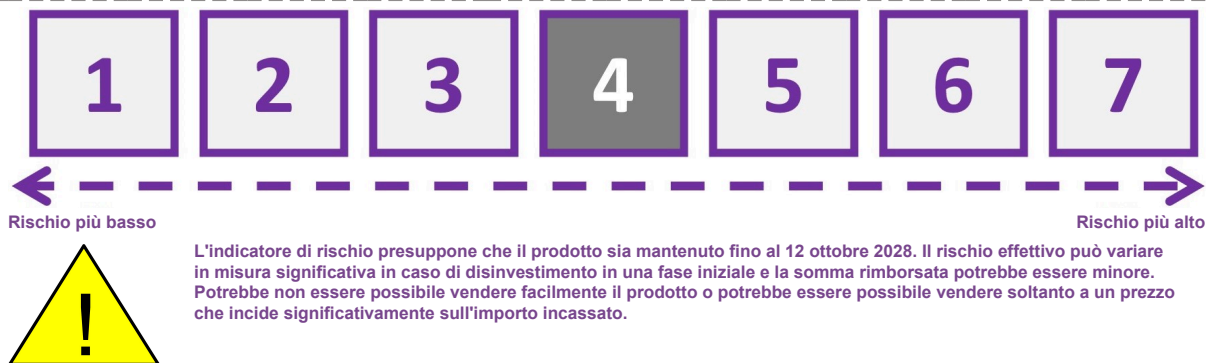 1 2 3 4 5 6 7
Rischio più basso Rischio più alto
L'indicatore di rischio presuppone che il prodotto sia mantenuto fino al 12 ottobre 2028. Il rischio effettivo può variare
in misura significativa in caso di disinvestimento in una fase iniziale e la somma rimborsata potrebbe essere minore.
Potrebbe non essere possibile vendere facilmente il prodotto o potrebbe essere possibile vendere soltanto a un prezzo
che incide significativamente sull'importo incassato.
!